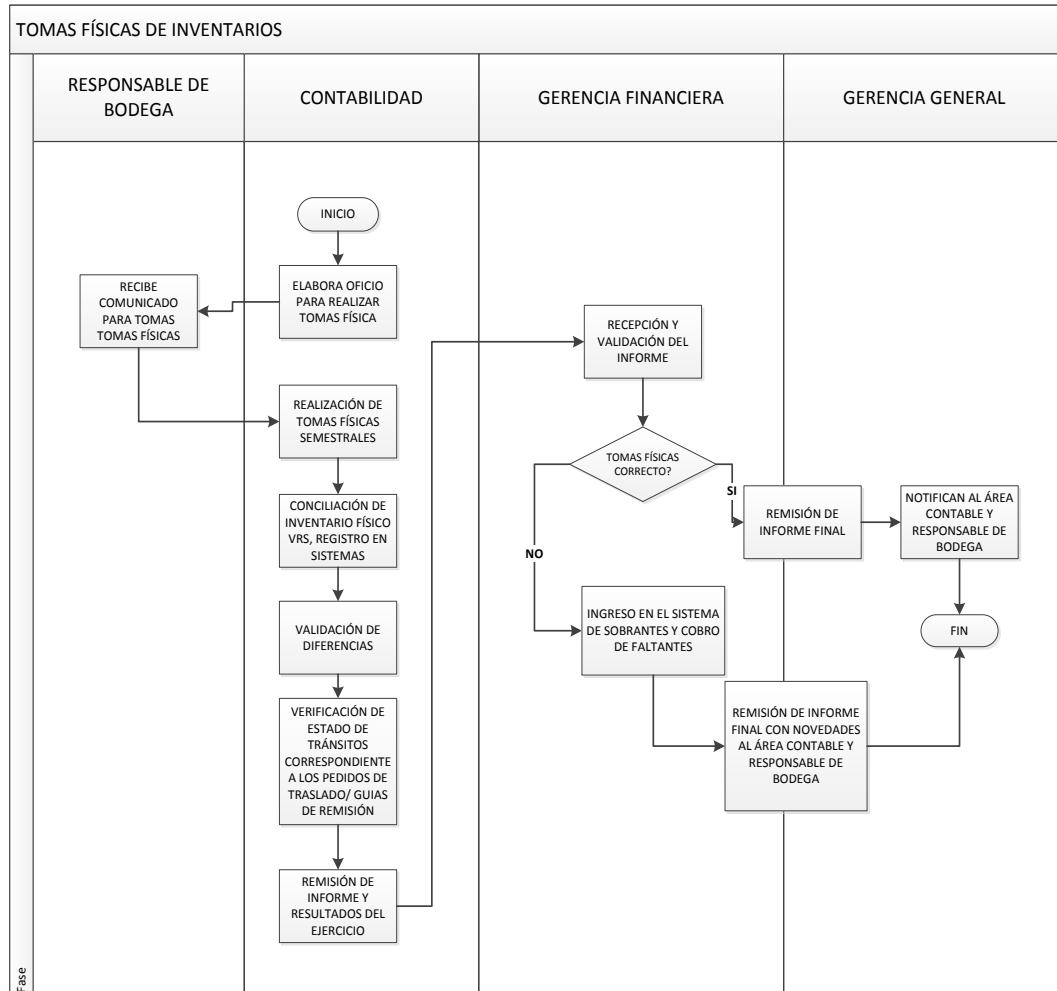 TOMAS FÍSICAS DE INVENTARIOS
RESPONSABLE DE
BODEGA
CONTABILIDAD
GERENCIA FINANCIERA
GERENCIA GENERAL
INICIO
ELABORA OFICIO
PARA REALIZAR
TOMAS FÍSICA
RECIBE
COMUNICADO
PARA TOMAS
TOMAS FÍSICAS
REALIZACIÓN DE
TOMAS FÍSICAS
SEMESTRALES
CONCILIACIÓN DE
INVENTARIO FÍSICO
VRS, REGISTRO EN
SISTEMAS
VALIDACIÓN DE
DIFERENCIAS
VERIFICACIÓN DE
ESTADO DE
TRÁNSITOS
CORRESPONDIENTE
A LOS PEDIDOS DE
TRASLADO/ GUIAS
DE REMISIÓN
REMISIÓN DE
INFORME Y
RESULTADOS DEL
EJERCICIO
RECEPCIÓN Y
VALIDACIÓN DEL
INFORME
TOMAS FÍSICAS
CORRECTO?
SI
NO
REMISIÓN DE
INFORME FINAL
NOTIFICAN AL ÁREA
CONTABLE Y
RESPONSABLE DE
BODEGA
INGRESO EN EL SISTEMA
DE SOBRANTES Y COBRO
DE FALTANTES
REMISIÓN DE INFORME
FINAL CON NOVEDADES
AL ÁREA CONTABLE Y
RESPONSABLE DE
BODEGA
FIN
Fase